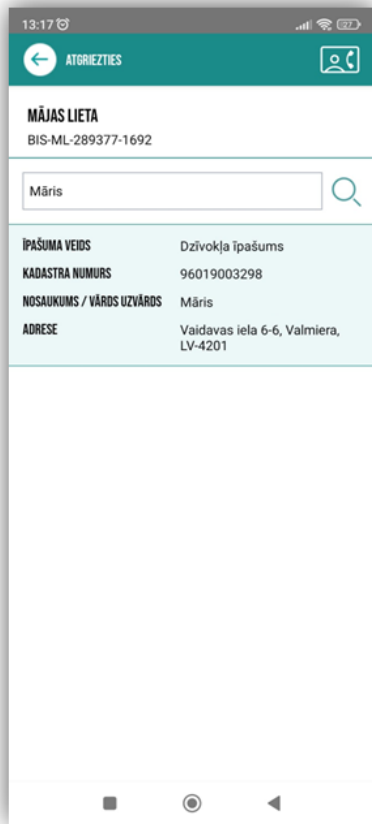 13:17
27
ATGRIEZTIES
MĀJAS LIETA
BIS-ML-289377-1692
Māris
ĪPAŠUMA VEIDS Dzīvokļa īpašums
KADASTRA NUMURS 96019003298
NOSAUKUMS / VĀRDS UZVĀRDS Māris
ADRESE Vaidavas iela 6-6, Valmiera,
LV-4201